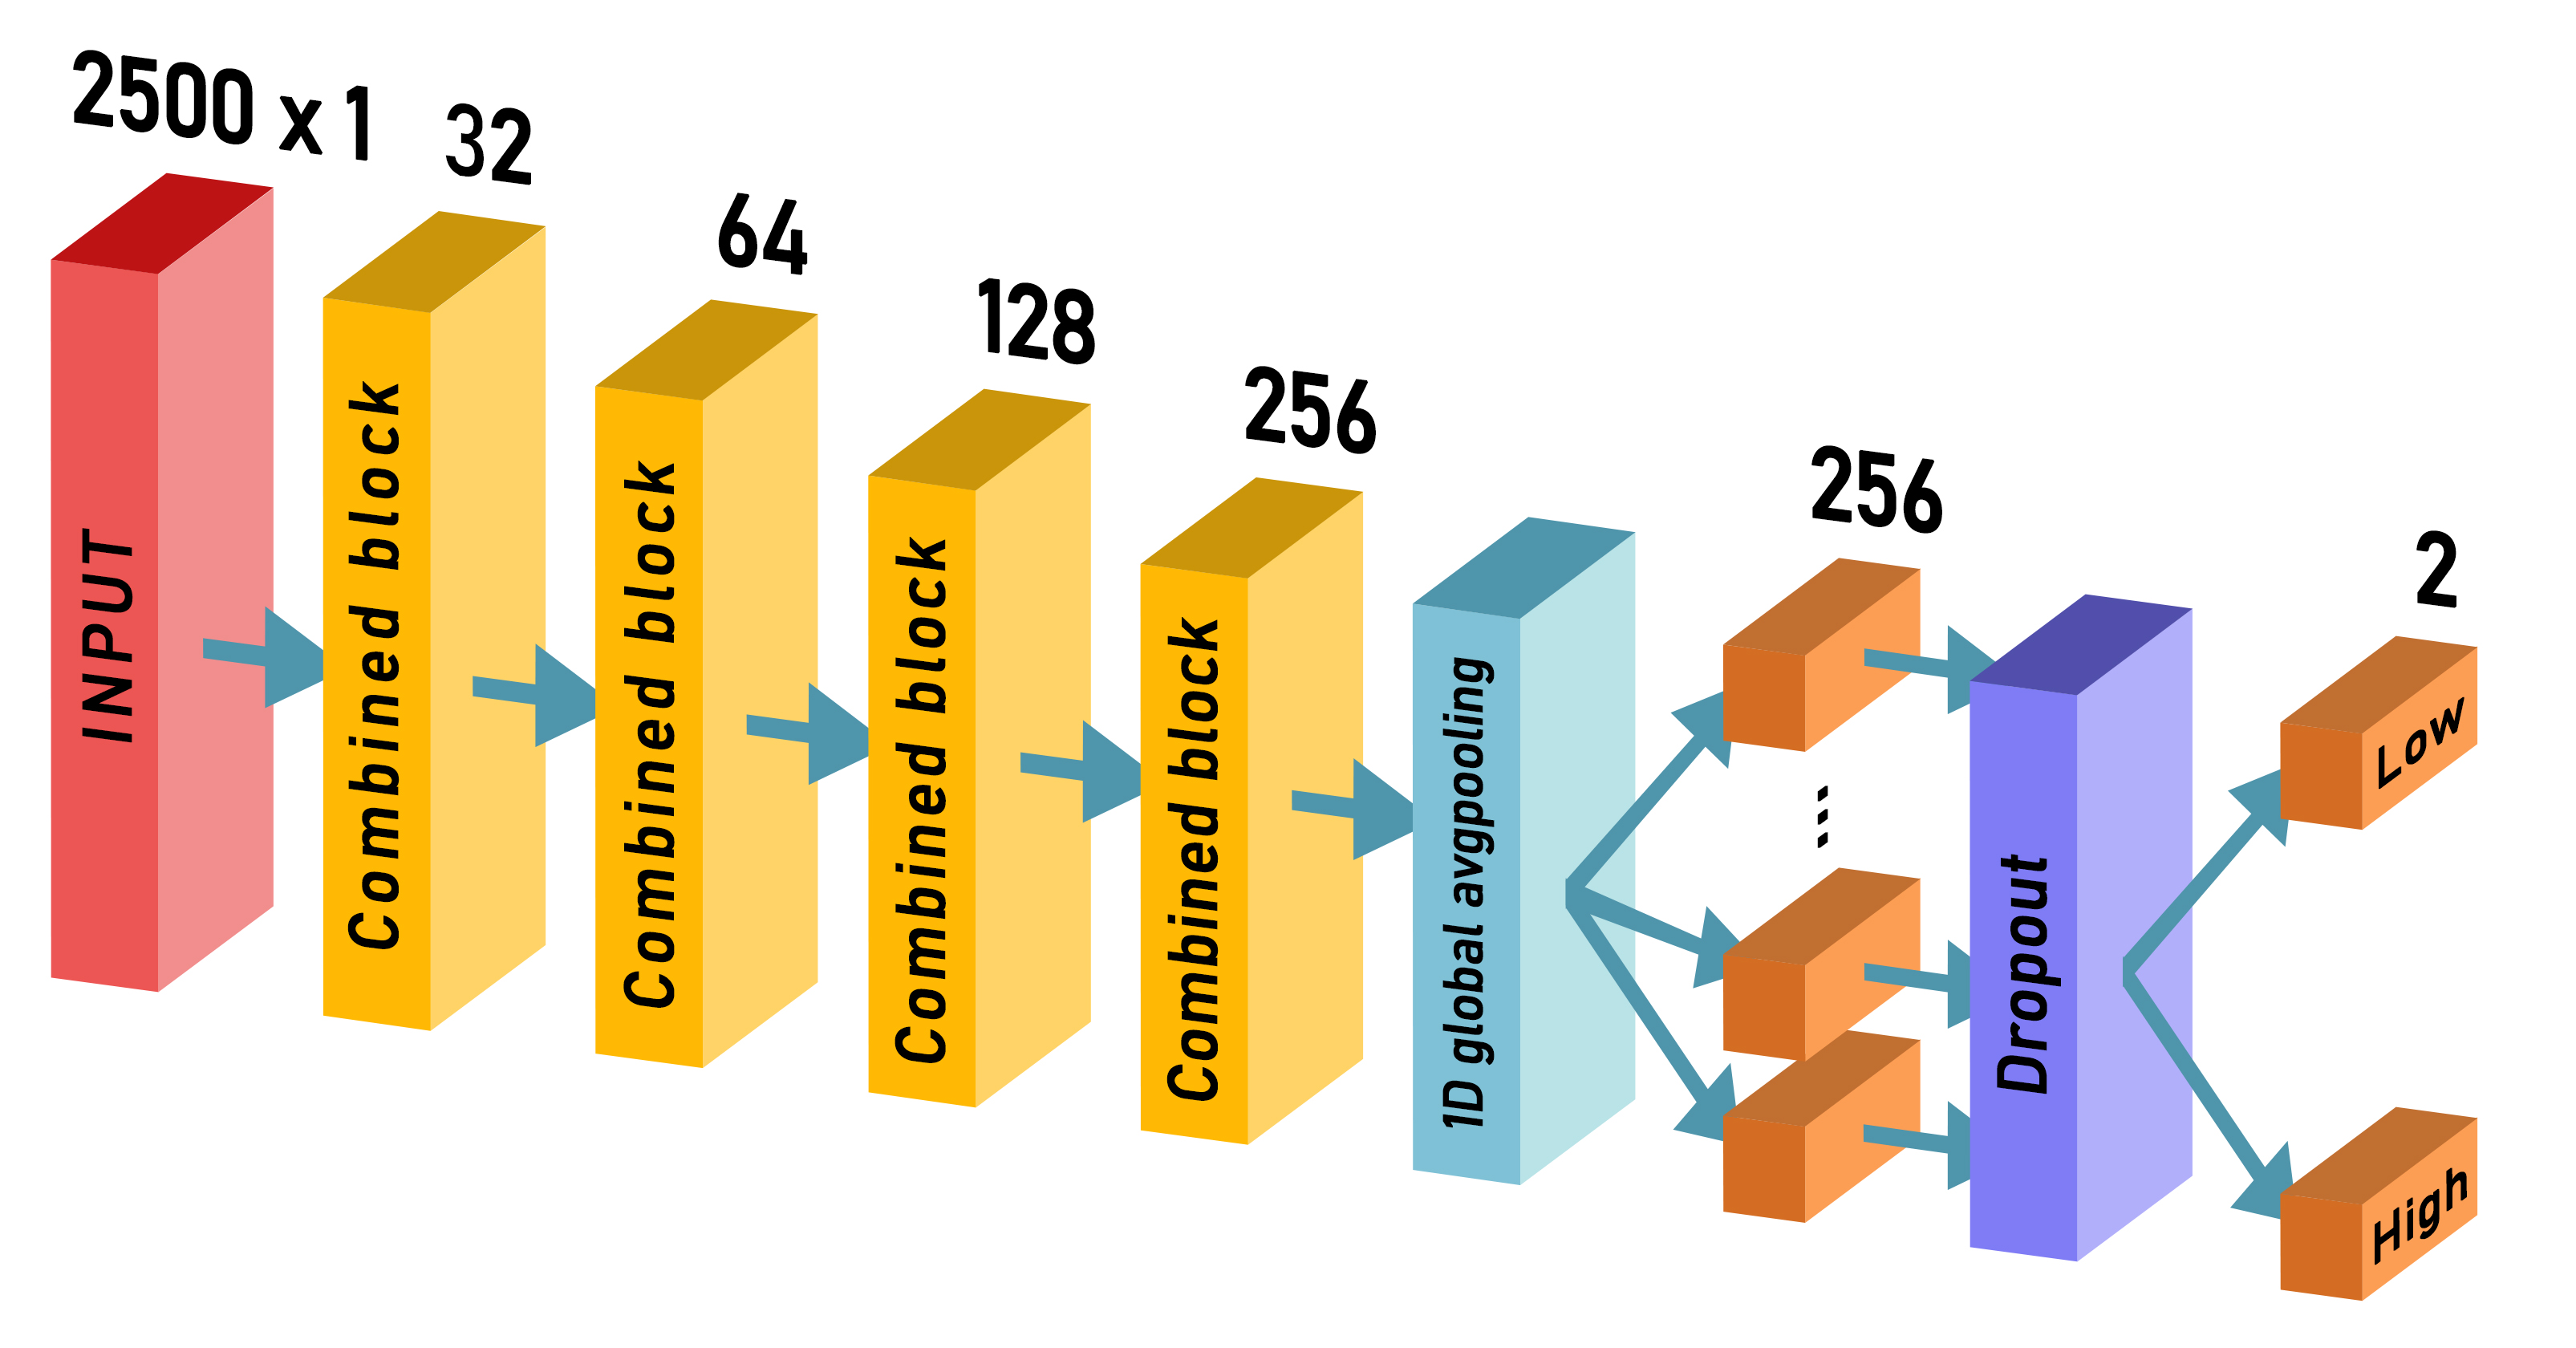 2500 x 1
32
64
128
256
256
2
INPUT
Combined block
Combined block
Combined block
Combined block
1D global avgpooling
Dropout
Low
High